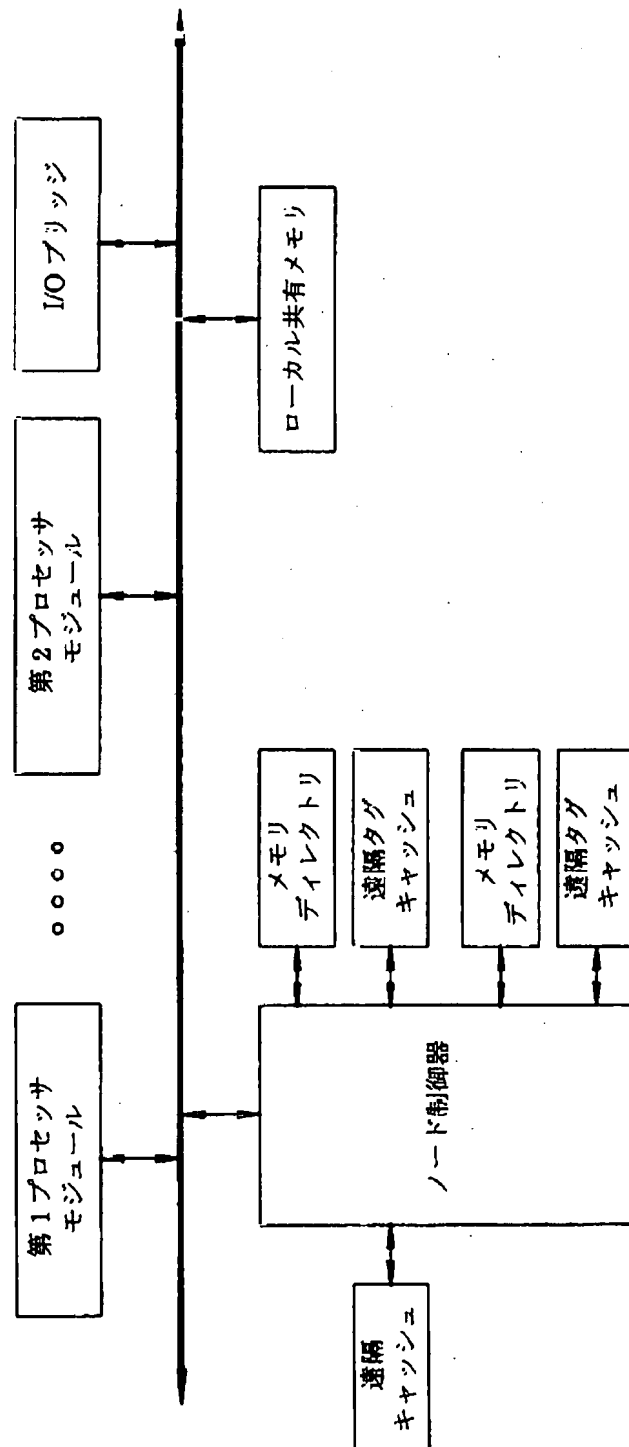 第1プロセッサ
モジュール
第2プロセッサ
モジュール
I/Oブリッジ
遠隔
キャッシュ
ノード制御器
メモリ
ディレクトリ
遠隔タグ
キャッシュ
メモリ
ディレクトリ
遠隔タグ
キャッシュ
ローカル共有メモリ